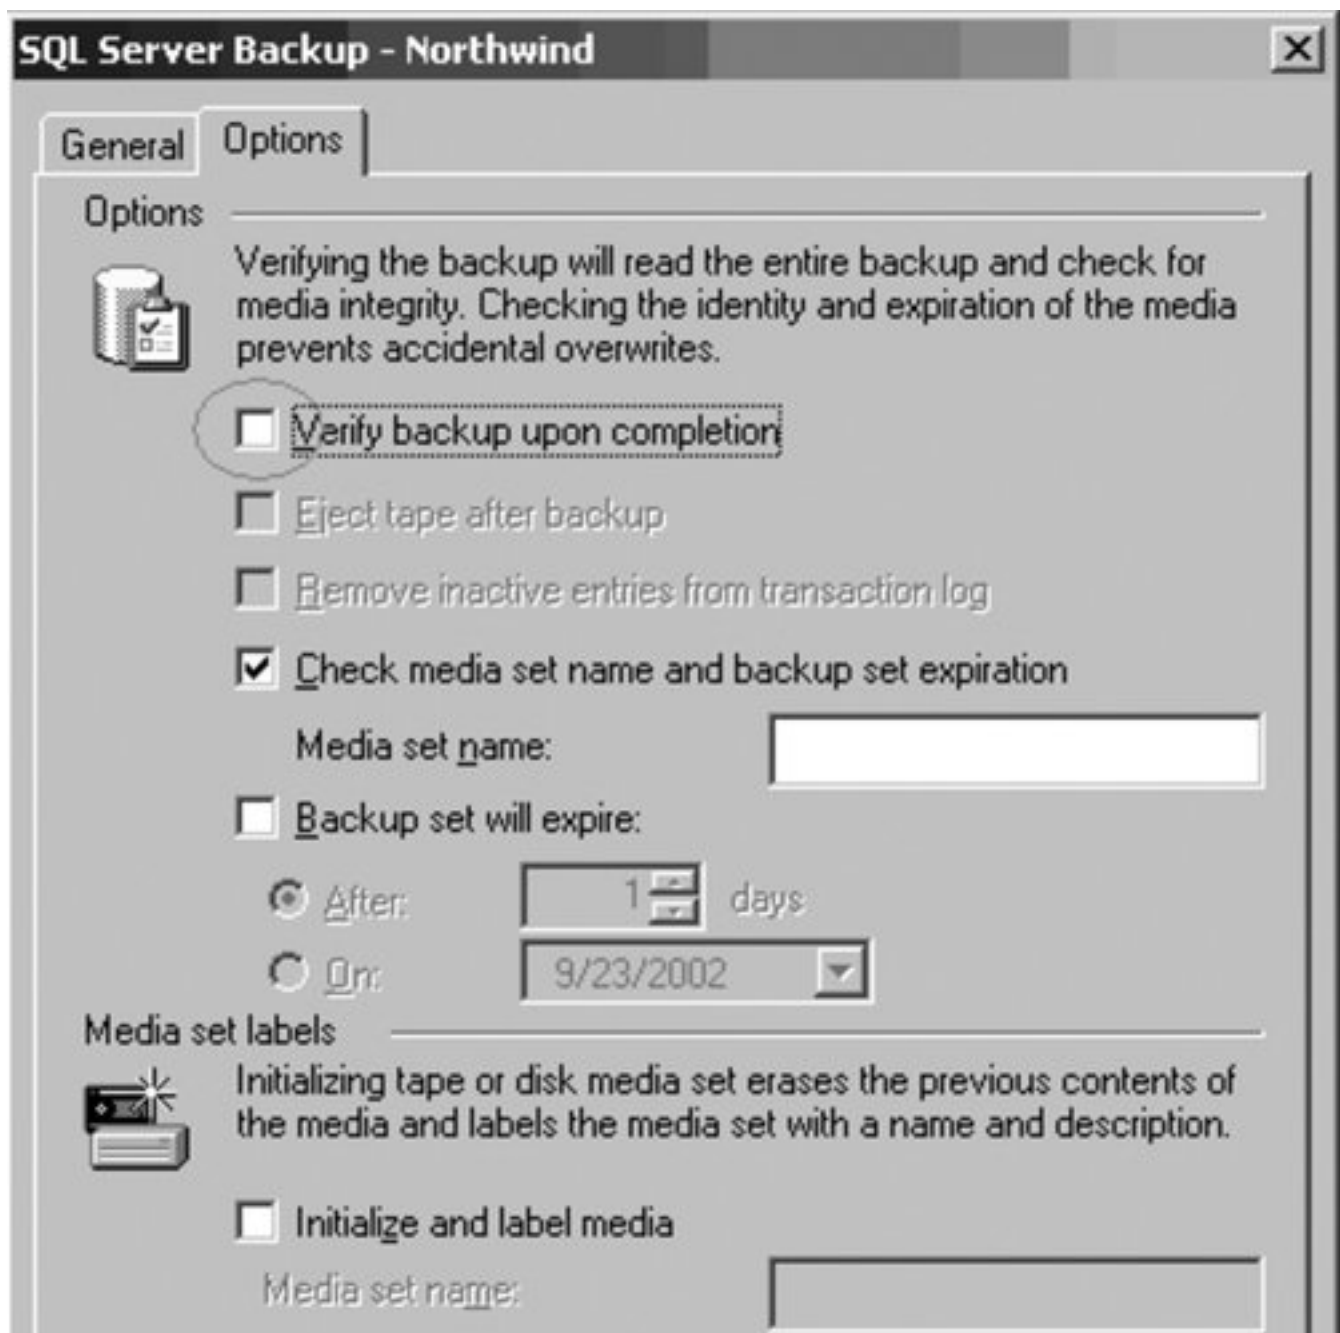 SQL Server Backup - Northwind
General
Options
Options
Verifying the backup will read the entire backup and check for
media integrity. Checking the identity and expiration of the media
prevents accidental overwrites.
Verify backup upon completion
Eject tape after backup
Remove inactive entries from transaction log
Check media set name and backup set expiration
Media set name:
Backup set will expire:
After: 1 days
On: 9/23/2002
Media set labels
Initializing tape or disk media set erases the previous contents of
the media and labels the media set with a name and description.
Initialize and label media
Media set name: